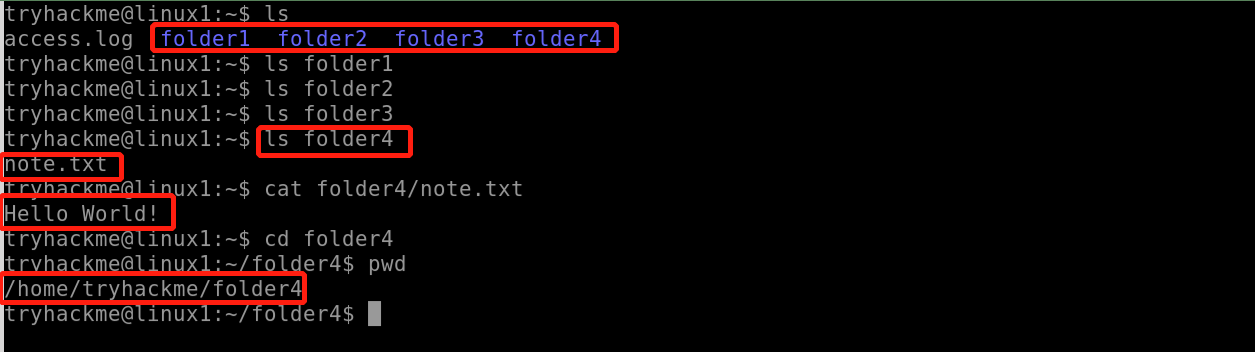 tryhackme@linux1:~$ ls
access.log  folder1  folder2  folder3  folder4
tryhackme@linux1:~$ ls folder1
tryhackme@linux1:~$ ls folder2
tryhackme@linux1:~$ ls folder3
tryhackme@linux1:~$ ls folder4
note.txt
tryhackme@linux1:~$ cat folder4/note.txt
Hello World!
tryhackme@linux1:~$ cd folder4
tryhackme@linux1:~/folder4$ pwd
/home/tryhackme/folder4
tryhackme@linux1:~/folder4$